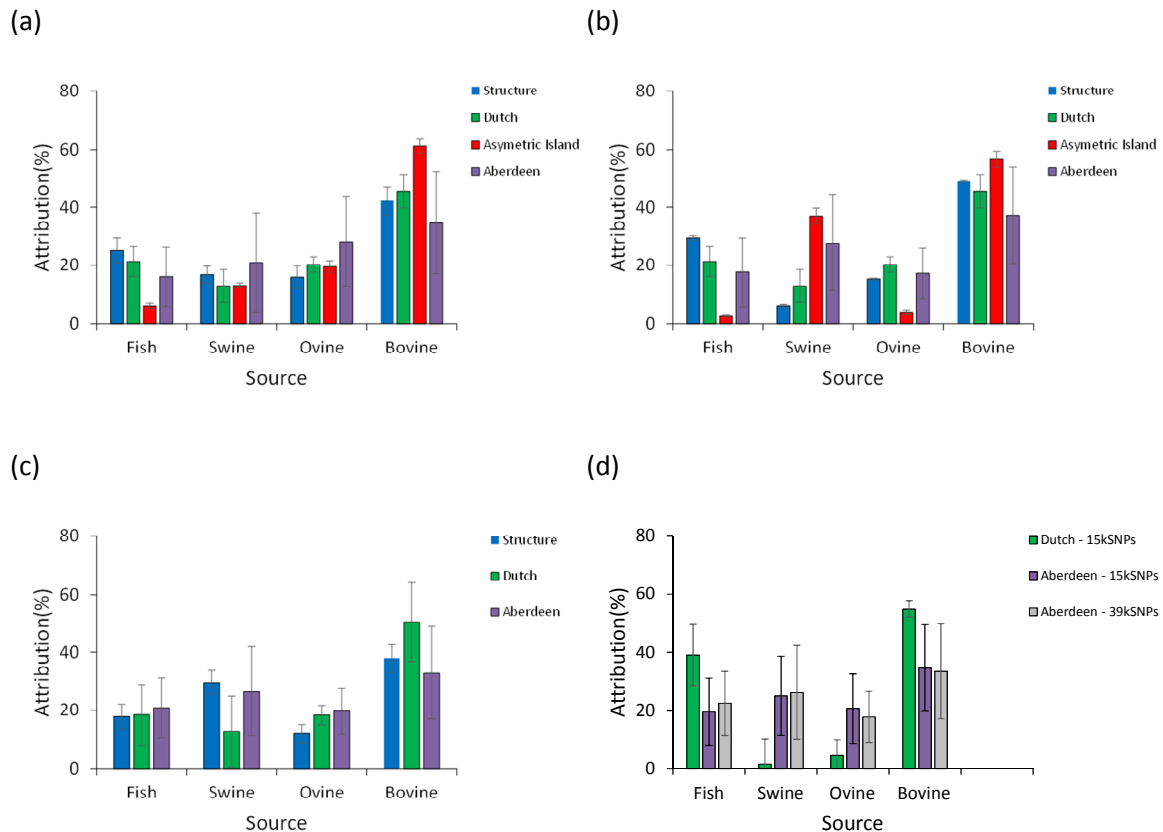 (a)
80
60
40
20
0
Attribution(%)
Fish Swine Ovine Bovine
Source
Structure
Dutch
Asymetric Island
Aberdeen
(b)
80
60
40
20
0
Attribution(%)
Fish Swine Ovine Bovine
Source
Structure
Dutch
Asymetric Island
Aberdeen
(c)
80
60
40
20
0
Attribution(%)
Fish Swine Ovine Bovine
Source
Structure
Dutch
Aberdeen
(d)
80
60
40
20
0
Attribution(%)
Fish Swine Ovine Bovine
Source
Dutch - 15kSNPs
Aberdeen - 15kSNPs
Aberdeen - 39kSNPs